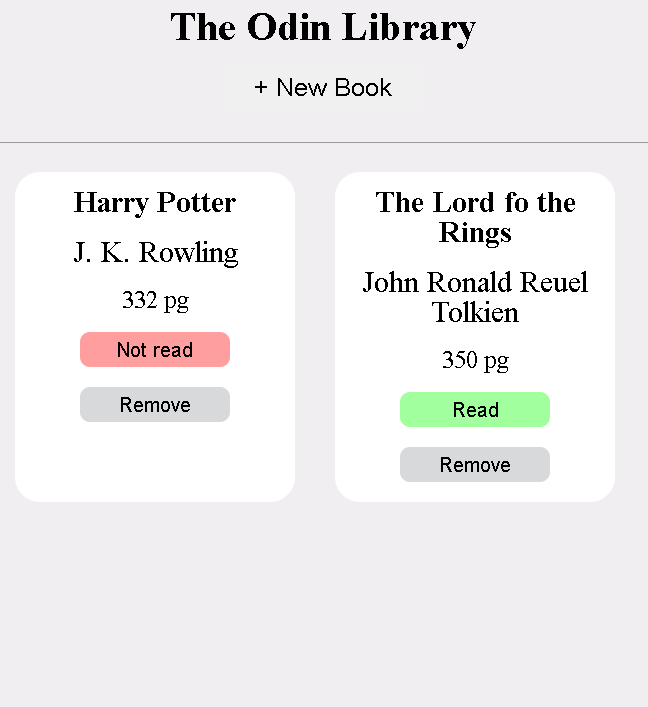 The Odin Library
+ New Book
Harry Potter
J. K. Rowling
332 pg
Not read
Remove
The Lord fo the
Rings
John Ronald Reuel
Tolkien
350 pg
Read
Remove